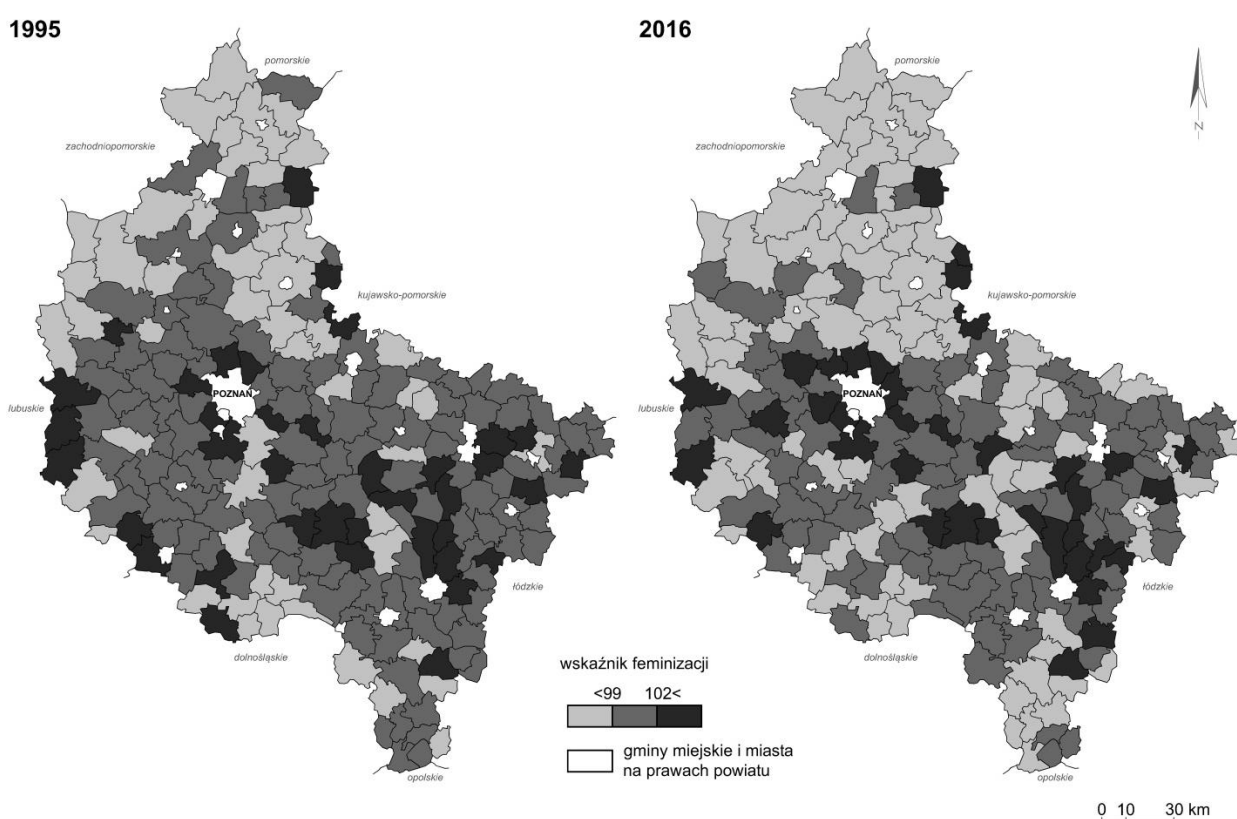 1995
2016
pomorskie
pomorskie
N
zachodniopomorskie
zachodniopomorskie
kujawsko-pomorskie
kujawsko-pomorskie
POZNAŃ
POZNAŃ
lubuskie
lubuskie
łódzkie
łódzkie
dolnośląskie
dolnośląskie
wskaźnik feminizacji
<99 102<
gminy miejskie i miasta
na prawach powiatu
opolskie
opolskie
0 10 30 km